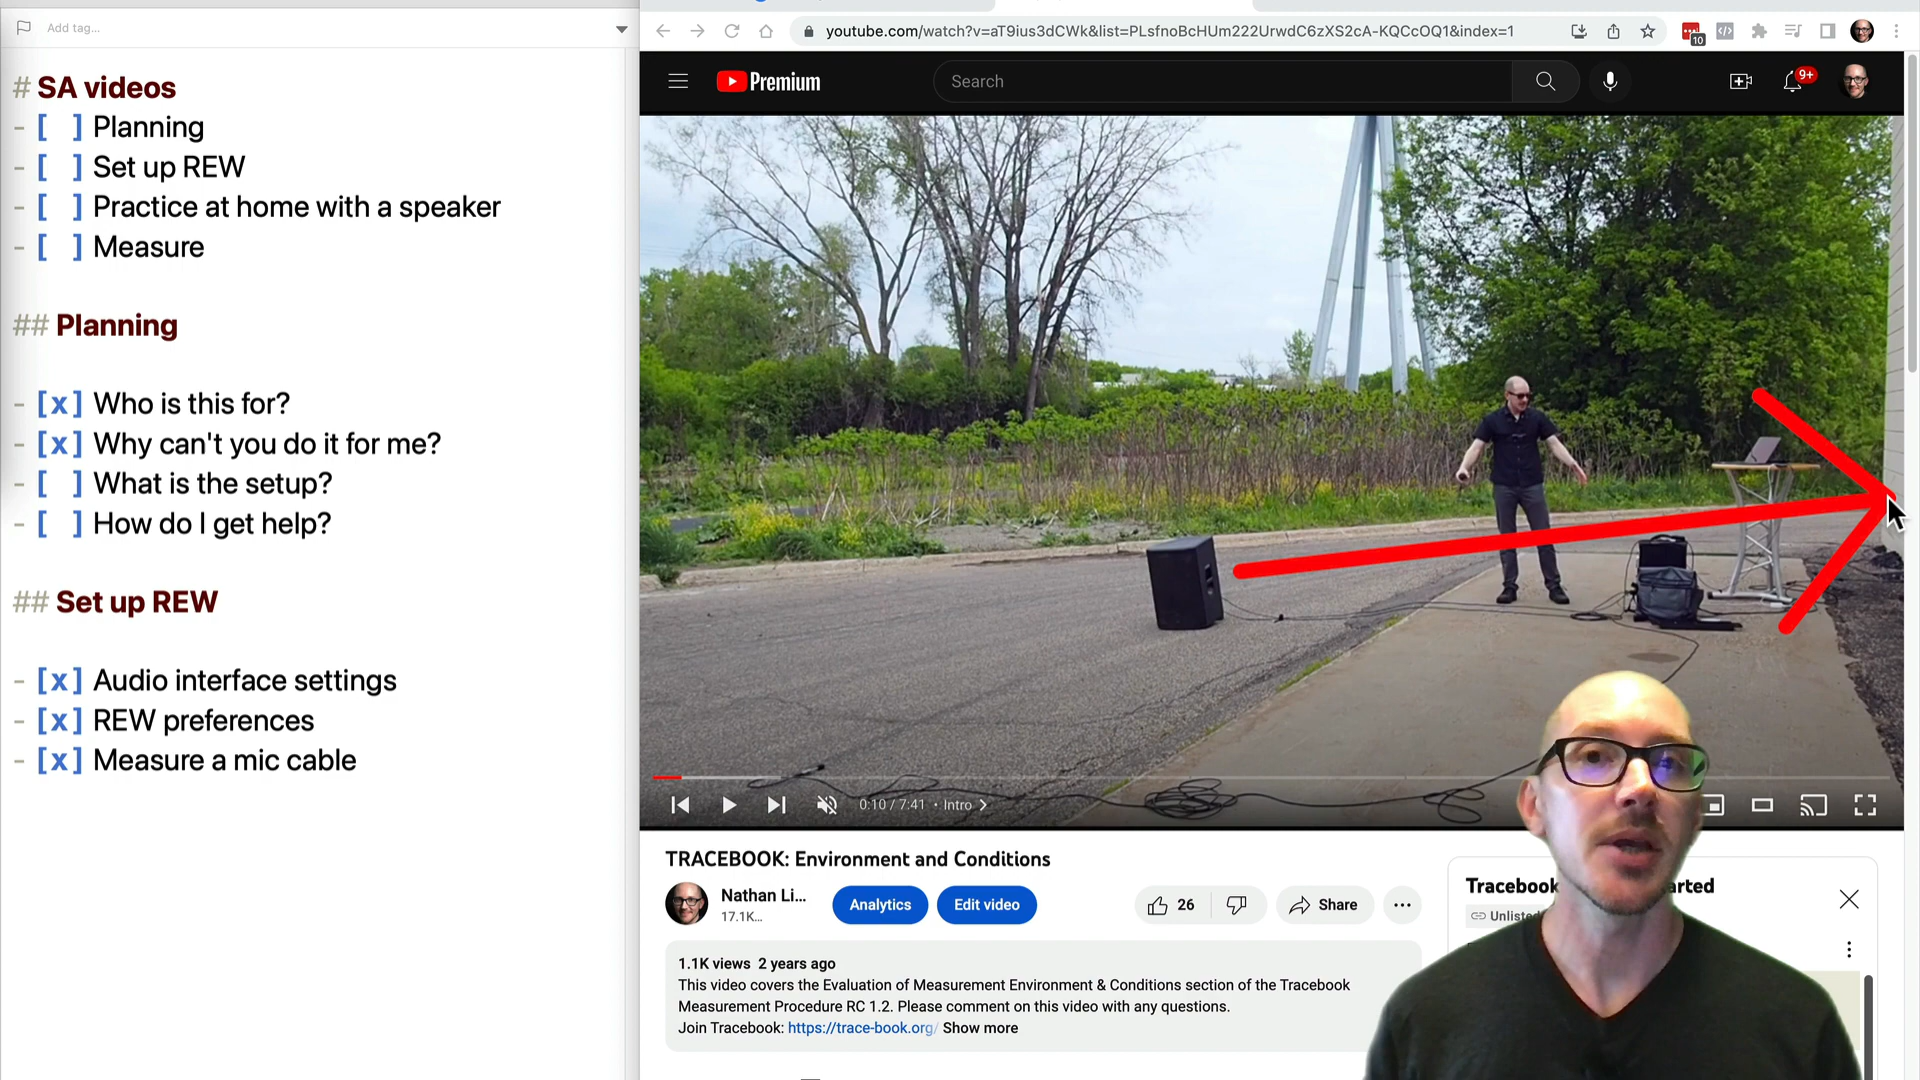 Add tag...
# SA videos
- [ ] Planning
- [ ] Set up REW
- [ ] Practice at home with a speaker
- [ ] Measure
## Planning
- [x] Who is this for?
- [x] Why can't you do it for me?
- [ ] What is the setup?
- [ ] How do I get help?
## Set up REW
- [x] Audio interface settings
- [x] REW preferences
- [x] Measure a mic cable
youtube.com/watch?v=aT9ius3dCWk&list=PLsfnoBcHUm222UrwdC6zXS2cA-KQCcOQ1&index=1
10
Premium
Search
9+
0:10 / 7:41 • Intro
TRACEBOOK: Environment and Conditions
Nathan Li...
17.1K...
Analytics
Edit video
26
Share
1.1K views 2 years ago
This video covers the Evaluation of Measurement Environment & Conditions section of the Tracebook
Measurement Procedure RC 1.2. Please comment on this video with any questions.
Join Tracebook: https://trace-book.org/ Show more
Tracebook
Unlisted